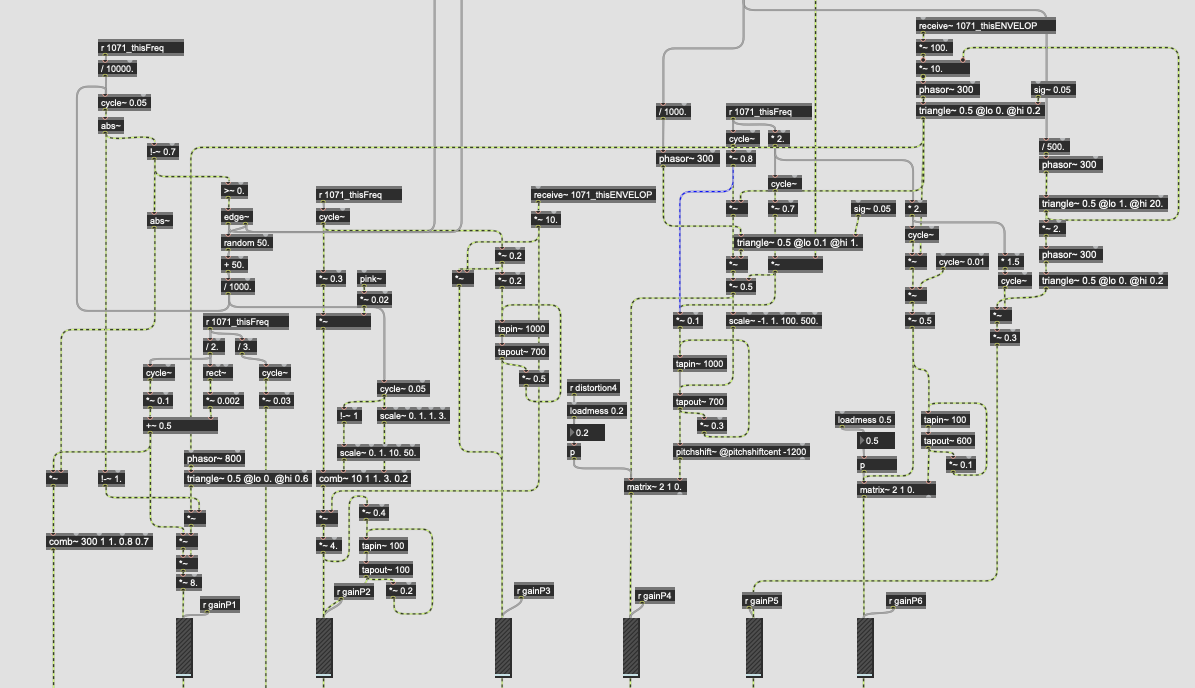 receive~ 1071_thisENVELOP
r 1071_thisFreq
*~ 100.
/ 10000.
*~ 10.
phasor~ 300
sig~ 0.05
cycle~ 0.05
/ 1000.
r 1071_thisFreq
triangle~ 0.5 @lo 0. @hi 0.2
abs~
cycle~
* 2.
!-~ 0.7
/ 500.
phasor~ 300
*~ 0.8
phasor~ 300
cycle~
>~ 0.
r 1071_thisFreq
receive~ 1071_thisENVELOP
triangle~ 0.5 @lo 1. @hi 20.
abs~
edge~
cycle~
*~ 10.
*~
*~ 0.7
sig~ 0.05
* 2.
*~ 2.
random 50.
triangle~ 0.5 @lo 0.1 @hi 1.
cycle~
+ 50.
*~ 0.2
*~
*~
*~
cycle~ 0.01
* 1.5
phasor~ 300
/ 1000.
*~ 0.3
pink~
*~
*~ 0.2
*~ 0.5
cycle~
triangle~ 0.5 @lo 0. @hi 0.2
*~ 0.02
*~
r 1071_thisFreq
*~
tapin~ 1000
*~ 0.1
scale~ -1. 1. 100. 500.
*~ 0.5
*~
/ 2.
/ 3.
tapout~ 700
*~ 0.3
cycle~
rect~
cycle~
*~ 0.5
tapin~ 1000
cycle~ 0.05
r distortion4
*~ 0.1
*~ 0.002
*~ 0.03
!-~ 1
scale~ 0. 1. 1. 3.
loadmess 0.2
tapout~ 700
+~ 0.5
0.2
*~ 0.3
loadmess 0.5
tapin~ 100
scale~ 0. 1. 10. 50.
p
pitchshift~ @pitchshiftcent -1200
0.5
tapout~ 600
phasor~ 800
p
*~ 0.1
*~
!-~ 1.
triangle~ 0.5 @lo 0. @hi 0.6
comb~ 10 1 1. 3. 0.2
matrix~ 2 1 0.
matrix~ 2 1 0.
*~
*~
*~ 0.4
comb~ 300 1 1. 0.8 0.7
*~
*~ 4.
tapin~ 100
*~
tapout~ 100
*~ 8.
*~ 0.2
r gainP1
r gainP2
r gainP3
r gainP4
r gainP5
r gainP6